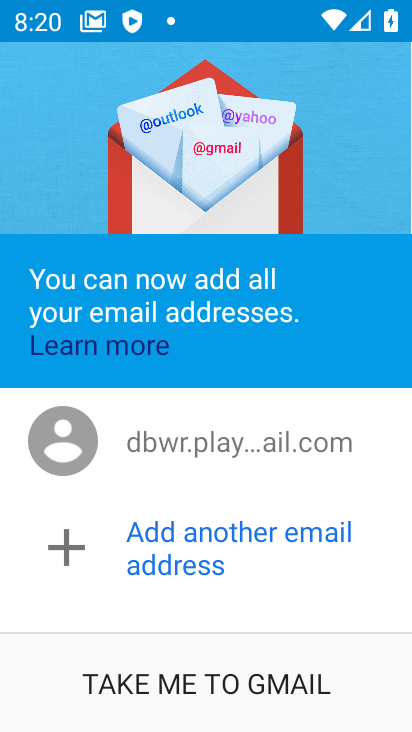 8:20
@outlook
@yahoo
@gmail
You can now add all
your email addresses.
Learn more
dbwr.play…ail.com
Add another email
address
TAKE ME TO GMAIL